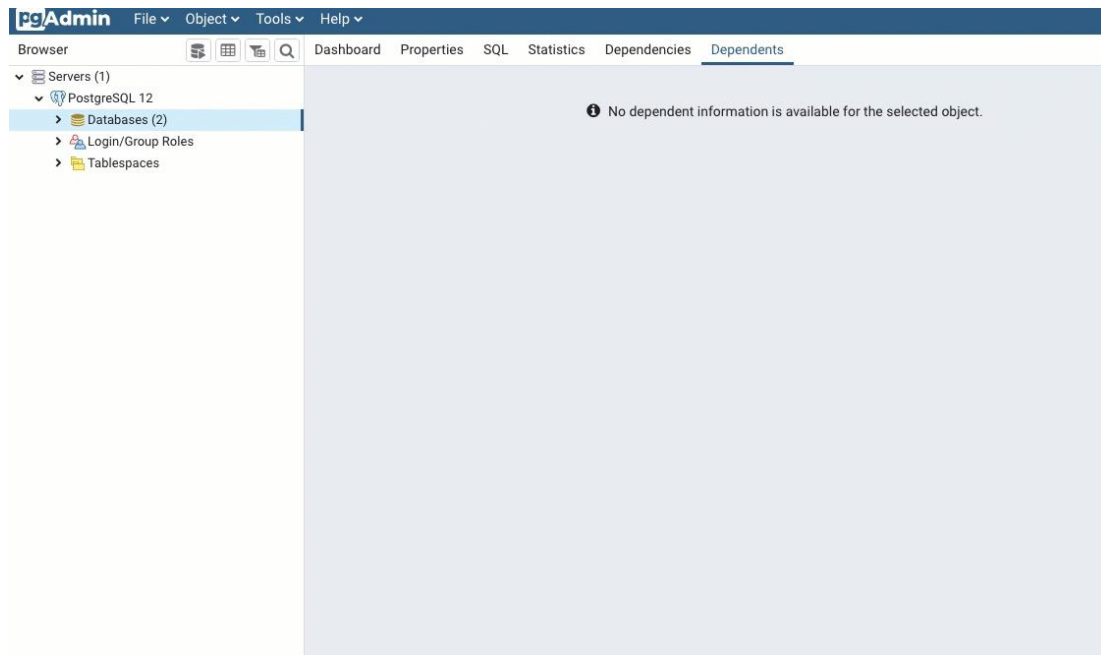 pgAdmin File Object Tools Help
Browser Dashboard Properties SQL Statistics Dependencies Dependents
Servers (1)
PostgreSQL 12
Databases (2)
Login/Group Roles
Tablespaces
No dependent information is available for the selected object.